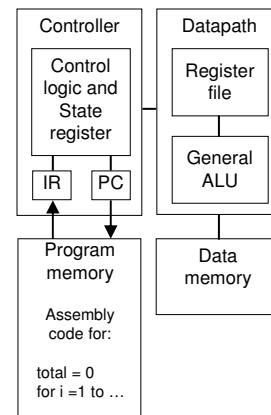 Controller
Control
logic and
State
register
IR
PC
Datapath
Register
file
General
ALU
Program
memory
Assembly
code for:
total = 0
for i =1 to …
Data
memory